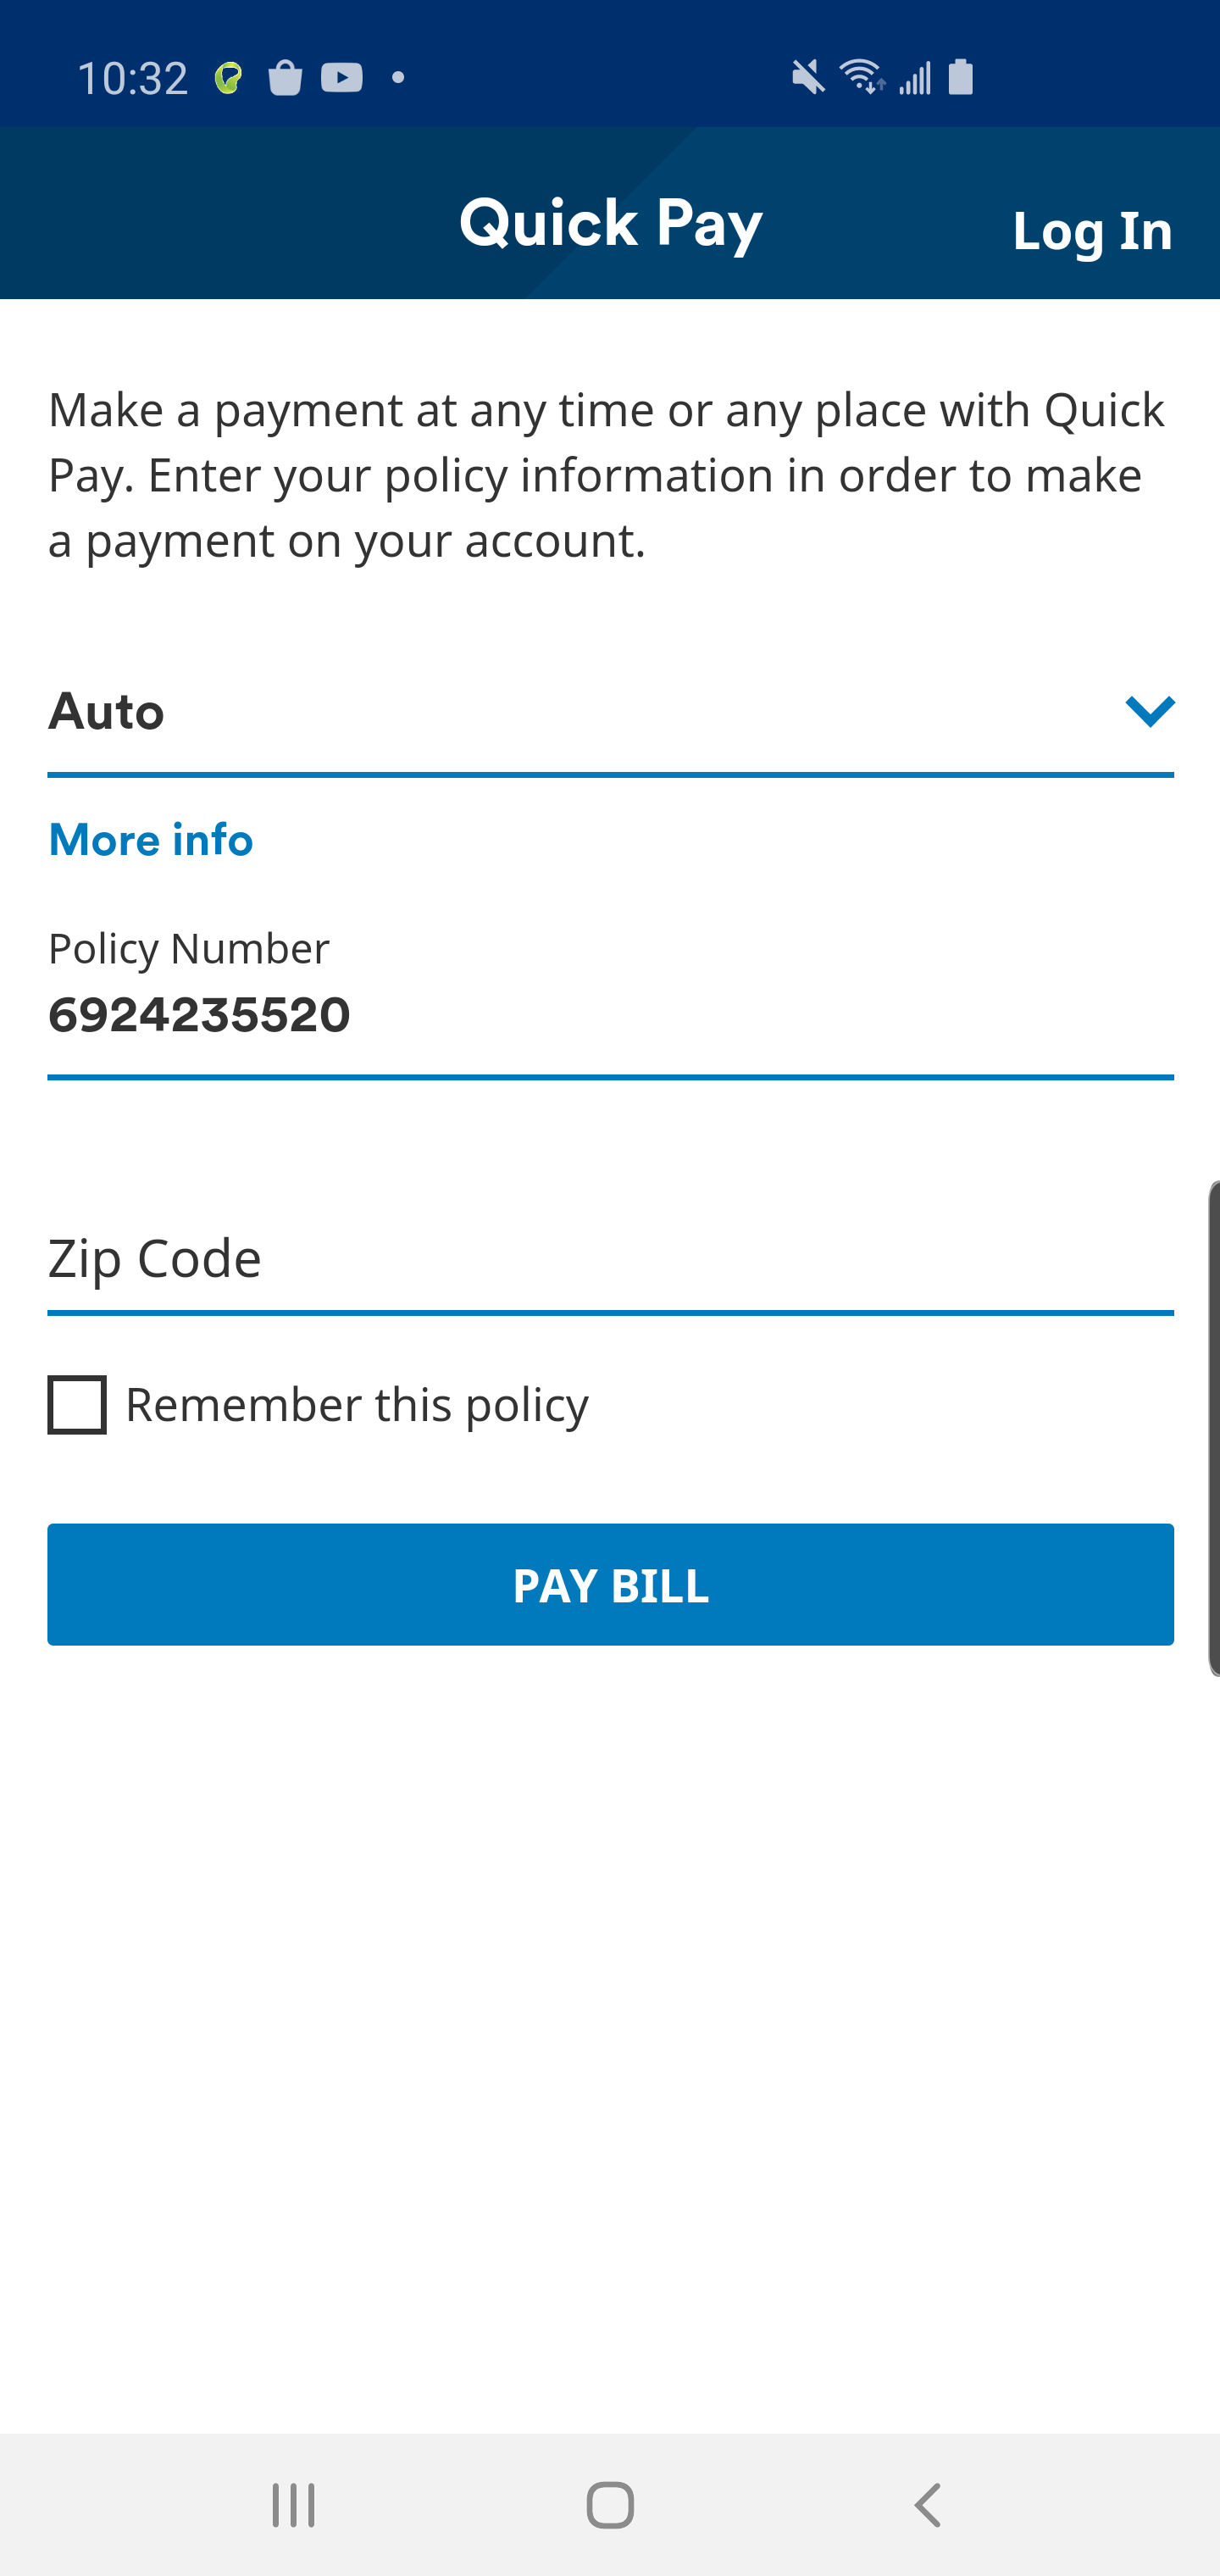 10:32
Quick Pay
Log In
Make a payment at any time or any place with Quick
Pay. Enter your policy information in order to make
a payment on your account.
Auto
More info
Policy Number
6924235520
Zip Code
Remember this policy
PAY BILL